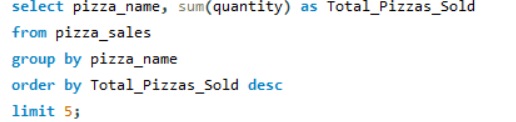 select pizza_name, sum(quantity) as Total_Pizzas_Sold
from pizza_sales
group by pizza_name
order by Total_Pizzas_Sold desc
limit 5;